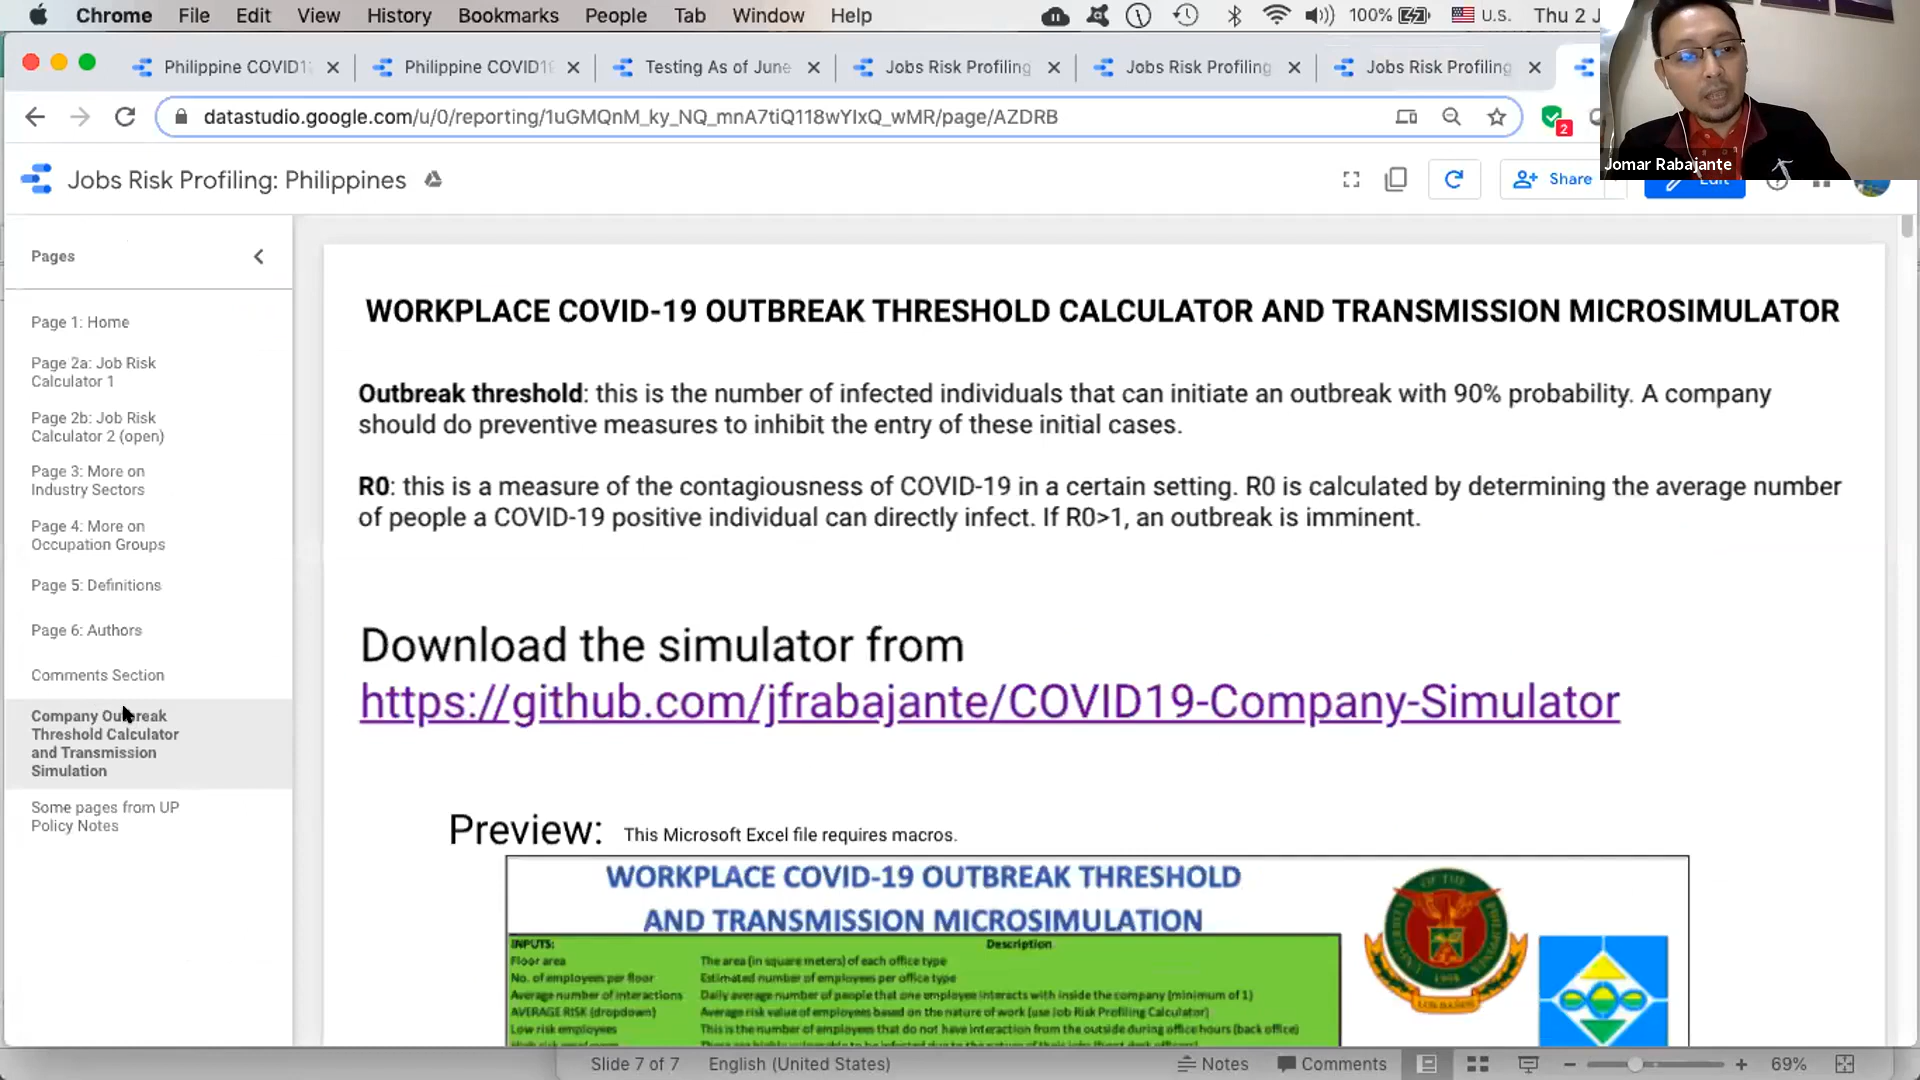 Chrome File Edit View History Bookmarks People Tab Window Help 100% U.S. Thu 2 J
Philippine COVID1 Philippine COVID19 Testing As of June Jobs Risk Profiling Jobs Risk Profiling Jobs Risk Profiling
datastudio.google.com/u/0/reporting/1uGMQnM_ky_NQ_mnA7tiQ118wYIxQ_wMR/page/AZDRB
2
Jomar Rabajante
Jobs Risk Profiling: Philippines
Share
Edit
Pages
Page 1: Home
Page 2a: Job Risk
Calculator 1
Page 2b: Job Risk
Calculator 2 (open)
Page 3: More on
Industry Sectors
Page 4: More on
Occupation Groups
Page 5: Definitions
Page 6: Authors
Comments Section
Company Outbreak
Threshold Calculator
and Transmission
Simulation
Some pages from UP
Policy Notes
WORKPLACE COVID-19 OUTBREAK THRESHOLD CALCULATOR AND TRANSMISSION MICROSIMULATOR
Outbreak threshold: this is the number of infected individuals that can initiate an outbreak with 90% probability. A company
should do preventive measures to inhibit the entry of these initial cases.
R0: this is a measure of the contagiousness of COVID-19 in a certain setting. R0 is calculated by determining the average number
of people a COVID-19 positive individual can directly infect. If R0>1, an outbreak is imminent.
Download the simulator from
https://github.com/jfrabajante/COVID19-Company-Simulator
Preview: This Microsoft Excel file requires macros.
WORKPLACE COVID-19 OUTBREAK THRESHOLD
AND TRANSMISSION MICROSIMULATION
INPUTS: Description
Floor area The area (in square meters) of each office type
No. of employees per floor Estimated number of employees per office type
Average number of interactions Daily average number of people that one employee interacts with inside the company (minimum of 1)
AVERAGE RISK (dropdown) Average risk value of employees based on the nature of work (use Job Risk Profiling Calculator)
Low risk employees This is the number of employees that do not have interaction from the outside during office hours (back office)
Slide 7 of 7 English (United States) Notes Comments 69%